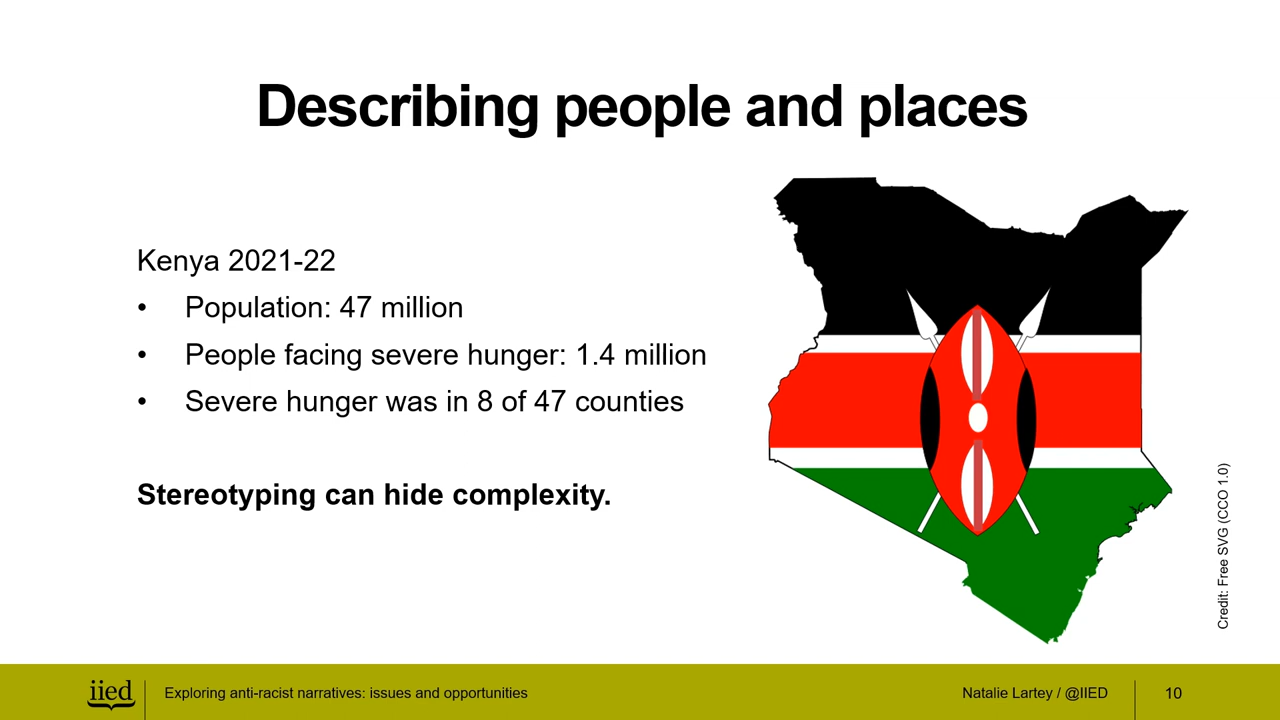 Describing people and places
Kenya 2021-22
• Population: 47 million
• People facing severe hunger: 1.4 million
• Severe hunger was in 8 of 47 counties
Stereotyping can hide complexity.
Credit: Free SVG (CCO 1.0)
iied
Exploring anti-racist narratives: issues and opportunities
Natalie Lartey / @IIED
10